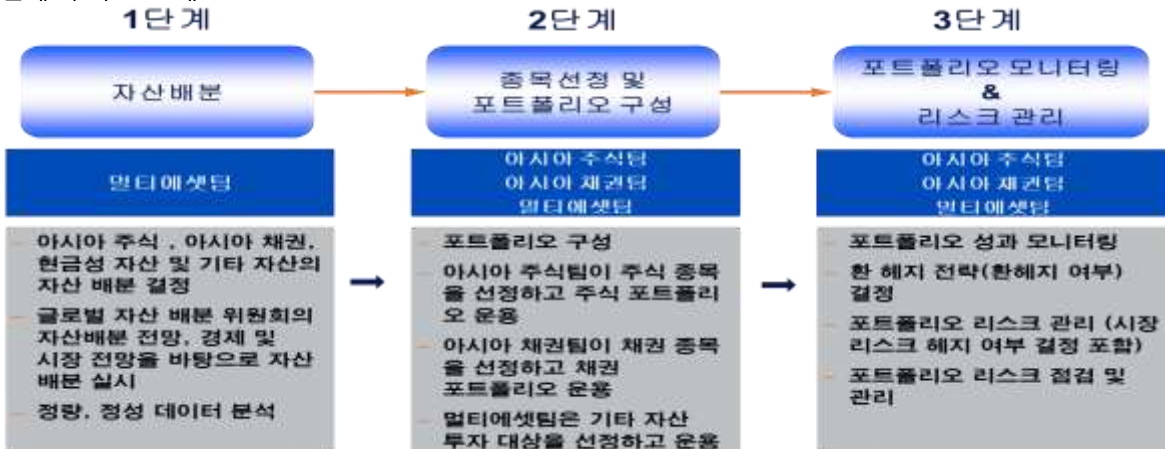 1단계
자산배분
멀티에셋팀
– 아시아 주식 , 아시아 채권,
현금성 자산 및 기타 자산의
자산 배분 결정
– 글로벌 자산 배분 위원회의
자산배분 전망, 경제 및
시장 전망을 바탕으로 자산
배분 실시
– 정량, 정성 데이터 분석
2단계
종목선정 및
포트폴리오 구성
아시아 주식팀
아시아 채권팀
멀티에셋팀
– 포트폴리오 구성
– 아시아 주식팀이 주식 종목
을 선정하고 주식 포트폴리
오 운용
– 아시아 채권팀이 채권 종목
을 선정하고 채권
포트폴리오 운용
– 멀티에셋팀은 기타 자산
투자 대상을 선정하고 운용
3단계
포트폴리오 모니터링
&
리스크 관리
아시아 주식팀
아시아 채권팀
멀티에셋팀
– 포트폴리오 성과 모니터링
– 환 헤지 전략(환헤지 여부)
결정
– 포트폴리오 리스크 관리 (시장
리스크 헤지 여부 결정 포함)
– 포트폴리오 리스크 점검 및
관리